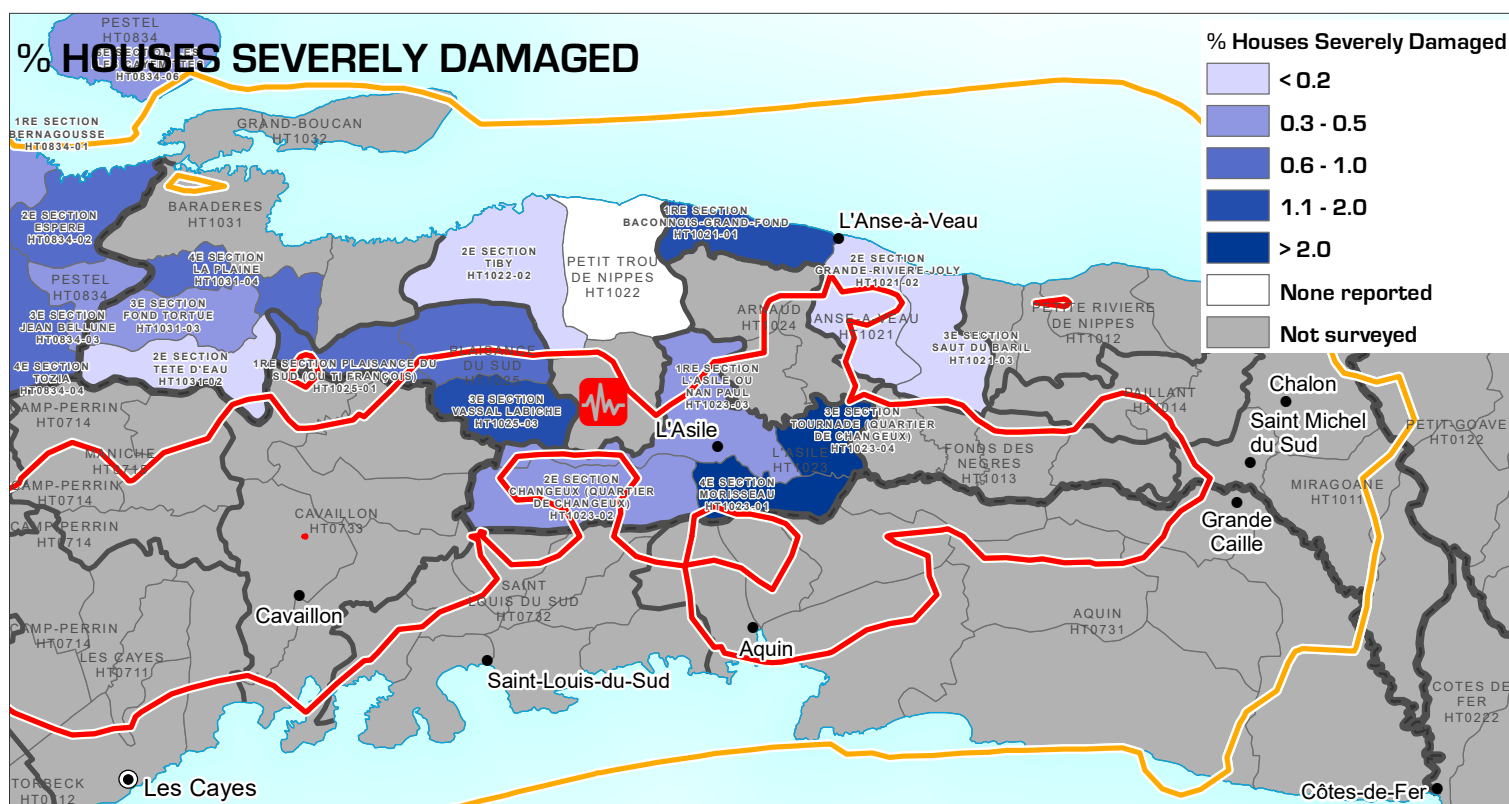 % HOUSES SEVERELY DAMAGED
% Houses Severely Damaged
< 0.2
0.3 - 0.5
0.6 - 1.0
1.1 - 2.0
> 2.0
None reported
Not surveyed
PESTEL
HT0834
HT0834-06
1RE SECTION
BERNAGOUSSE
HT0834-01
GRAND-BOUCAN
HT1032
BARADERES
HT1031
2E SECTION
ESPERE
HT0834-02
4E SECTION
LA PLAINE
HT1031-04
PESTEL
HT0834
3E SECTION
FOND TORTUE
HT1031-03
3E SECTION
JEAN BELLUNE
HT0834-03
2E SECTION
TETE D'EAU
HT1031-02
4E SECTION
TOZIA
HT0834-04
1RE SECTION PLAISANCE DU
SUD (OU TI FRANÇOIS)
HT1025-01
2E SECTION
TIBY
HT1022-02
PETIT TROU
DE NIPPES
HT1022
1RE SECTION
BACONNOIS-GRAND-FOND
HT1021-01
L'Anse-à-Veau
2E SECTION
GRANDE-RIVIERE-JOLY
HT1021-02
ARNAUD
HT1024
ANSE-A-VEAU
HT1021
3E SECTION
SAUT DU BARIL
HT1021-03
PETITE RIVIERE
DE NIPPES
HT1012
PLAISANCE
DU SUD
HT1025
3E SECTION
VASSAL LABICHE
HT1025-03
1RE SECTION
L'ASILE OU
NAN PAUL
HT1023-03
L'Asile
L'ASILE
HT1023
3E SECTION
TOURNADE (QUARTIER
DE CHANGEUX)
HT1023-04
4E SECTION
MORISSEAU
HT1023-01
2E SECTION
CHANGEUX (QUARTIER
DE CHANGEUX)
HT1023-02
PAILLANT
HT1014
Chalon
Saint Michel
du Sud
PETIT-GOAVE
HT0122
FONDS DES
NEGRES
HT1013
MIRAGOANE
HT1011
Grande
Caille
CAMP-PERRIN
HT0714
MANICHE
HT0715
CAMP-PERRIN
HT0714
CAMP-PERRIN
HT0714
CAVAILLON
HT0733
Cavaillon
CAMP-PERRIN
HT0714
LES CAYES
HT0711
SAINT
LOUIS DU SUD
HT0732
Saint-Louis-du-Sud
Aquin
AQUIN
HT0731
COTES DE
FER
HT0222
Côtes-de-Fer
TORBECK
HT0712
Les Cayes